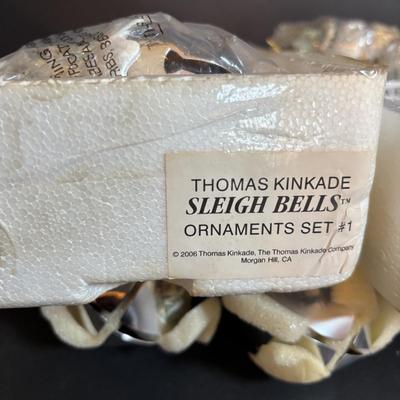 THOMAS KINKADE
SLEIGH BELLS™
ORNAMENTS SET #1
© 2006 Thomas Kinkade, The Thomas Kinkade Company
Morgan Hill, CA